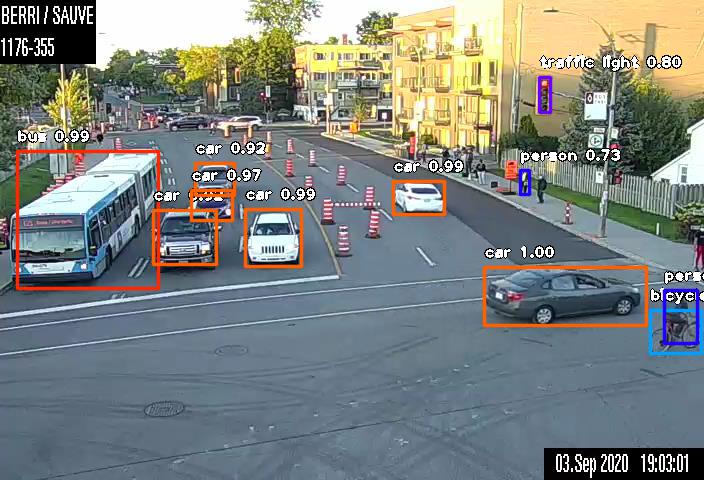 BERRI / SAUVE
1176-355
traffic light 0.80
bus 0.99
car 0.92
person 0.73
car 0.97
car 0.99
car 0.99
car
car 1.00
bicycle
03.Sep 2020 19:03:01